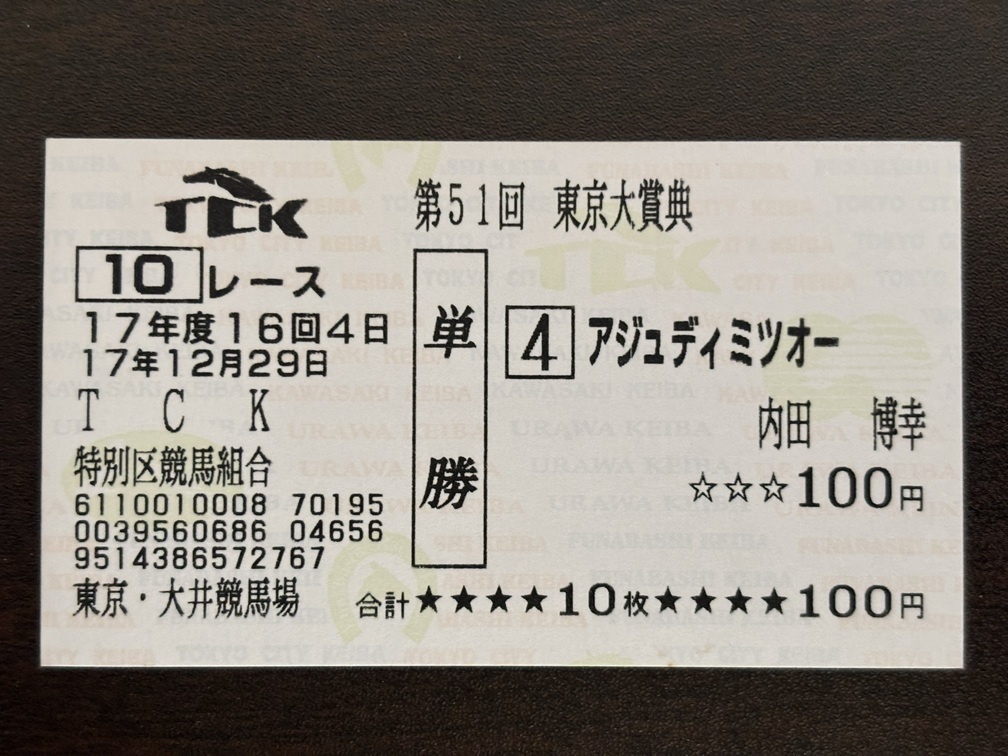 TCK
第51回 東京大賞典
10レース
17年度16回4日
17年12月29日
T C K
特別区競馬組合
6110010008 70195
0039560686 04656
9514386572767
東京・大井競馬場
単勝
4 アジュディミツオー
内田 博幸
☆☆☆100円
合計★★★★10枚★★★★100円